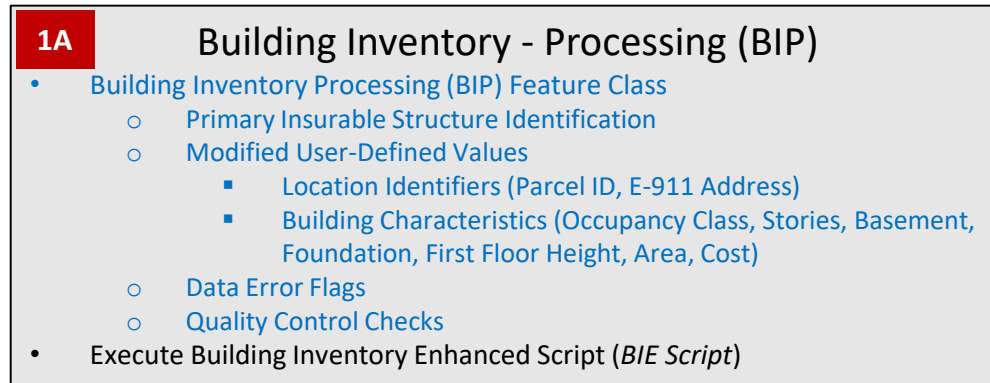 1A
Building Inventory - Processing (BIP)
• Building Inventory Processing (BIP) Feature Class
o Primary Insurable Structure Identification
o Modified User-Defined Values
▪ Location Identifiers (Parcel ID, E-911 Address)
▪ Building Characteristics (Occupancy Class, Stories, Basement,
Foundation, First Floor Height, Area, Cost)
o Data Error Flags
o Quality Control Checks
• Execute Building Inventory Enhanced Script (BIE Script)